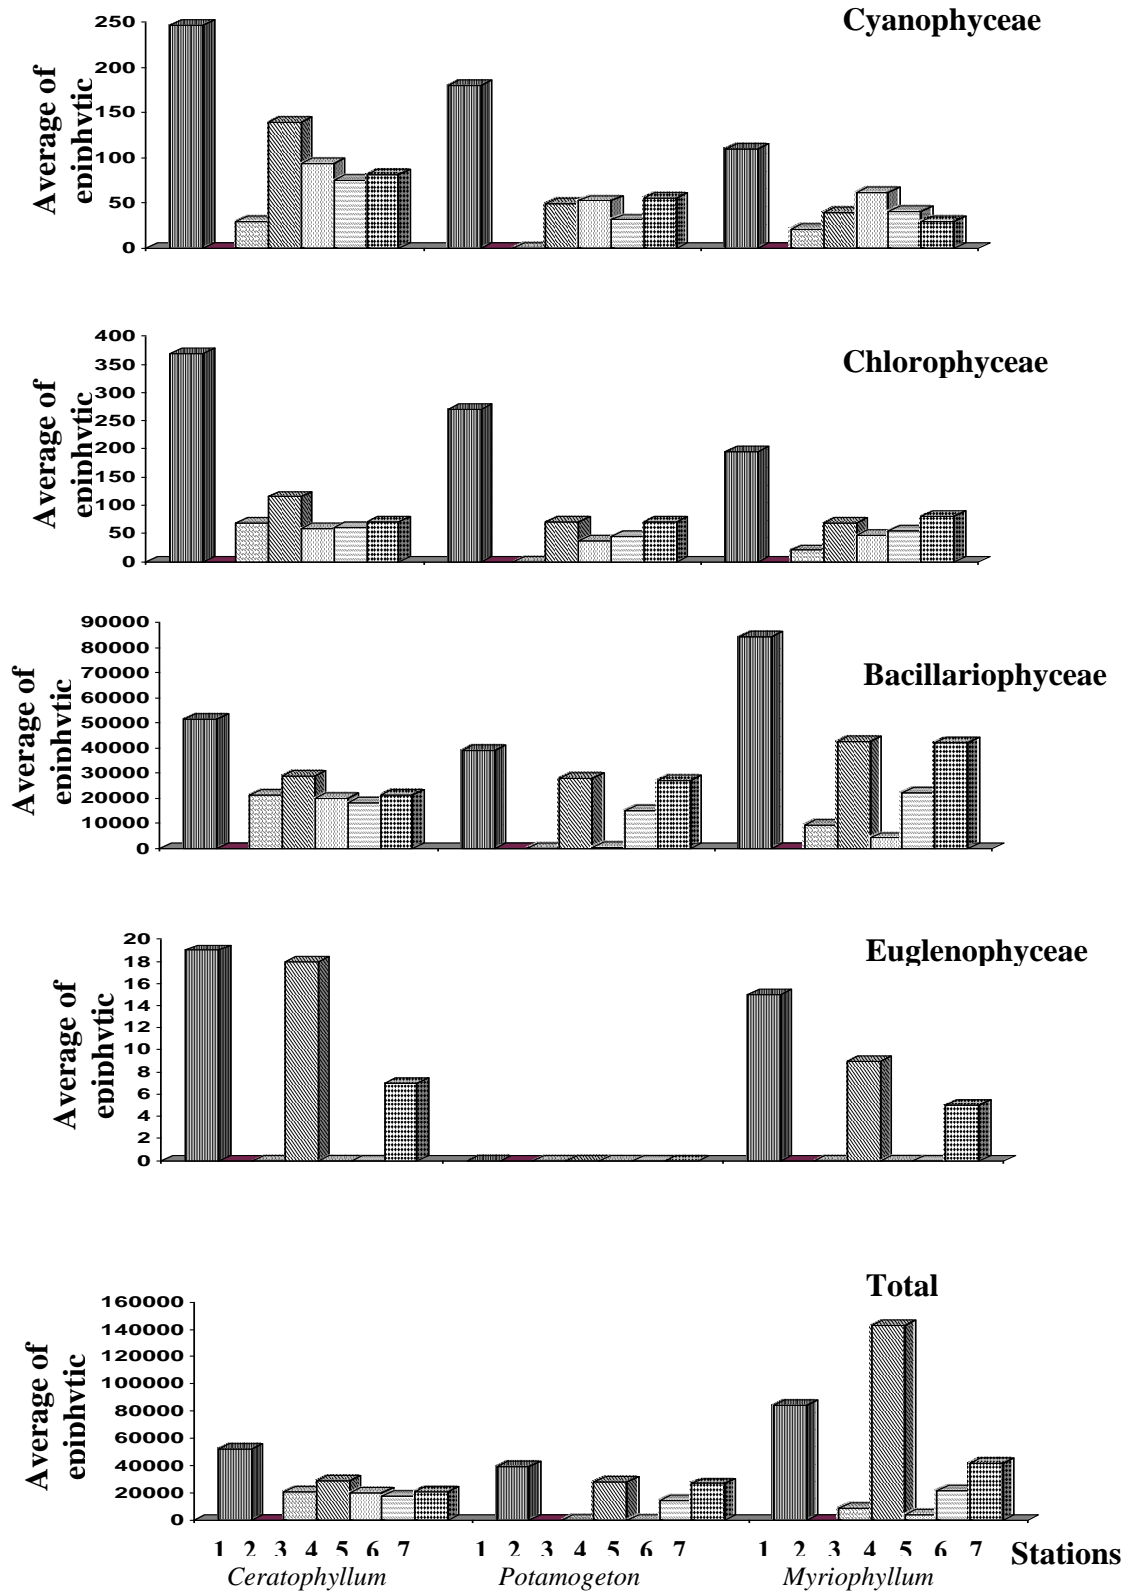 Cyanophyceae
Average of
epiphytic
250
200
150
100
50
0
Chlorophyceae
Average of
epiphytic
400
350
300
250
200
150
100
50
0
Bacillariophyceae
Average of
epiphytic
90000
80000
70000
60000
50000
40000
30000
20000
10000
0
Euglenophyceae
Average of
epiphytic
20
18
16
14
12
10
8
6
4
2
0
Total
Average of
epiphytic
160000
140000
120000
100000
80000
60000
40000
20000
0
1 2 3 4 5 6 7 1 2 3 4 5 6 7 1 2 3 4 5 6 7 Stations
Ceratophyllum Potamogeton Myriophyllum